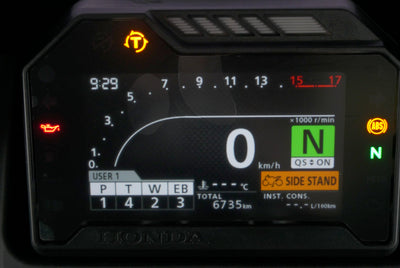 T
9:29
1. 3. 5. ·7 ·9 ·11 ·13 15 17
×1000 r/min
0.
0 km/h
N
QS ÷ ON
ABS
N
USER 1
P T W EB
1 4 2 3
---°C
SIDE STAND
TOTAL
6735km
INST. CONS.
--.-L/100km
HONDA